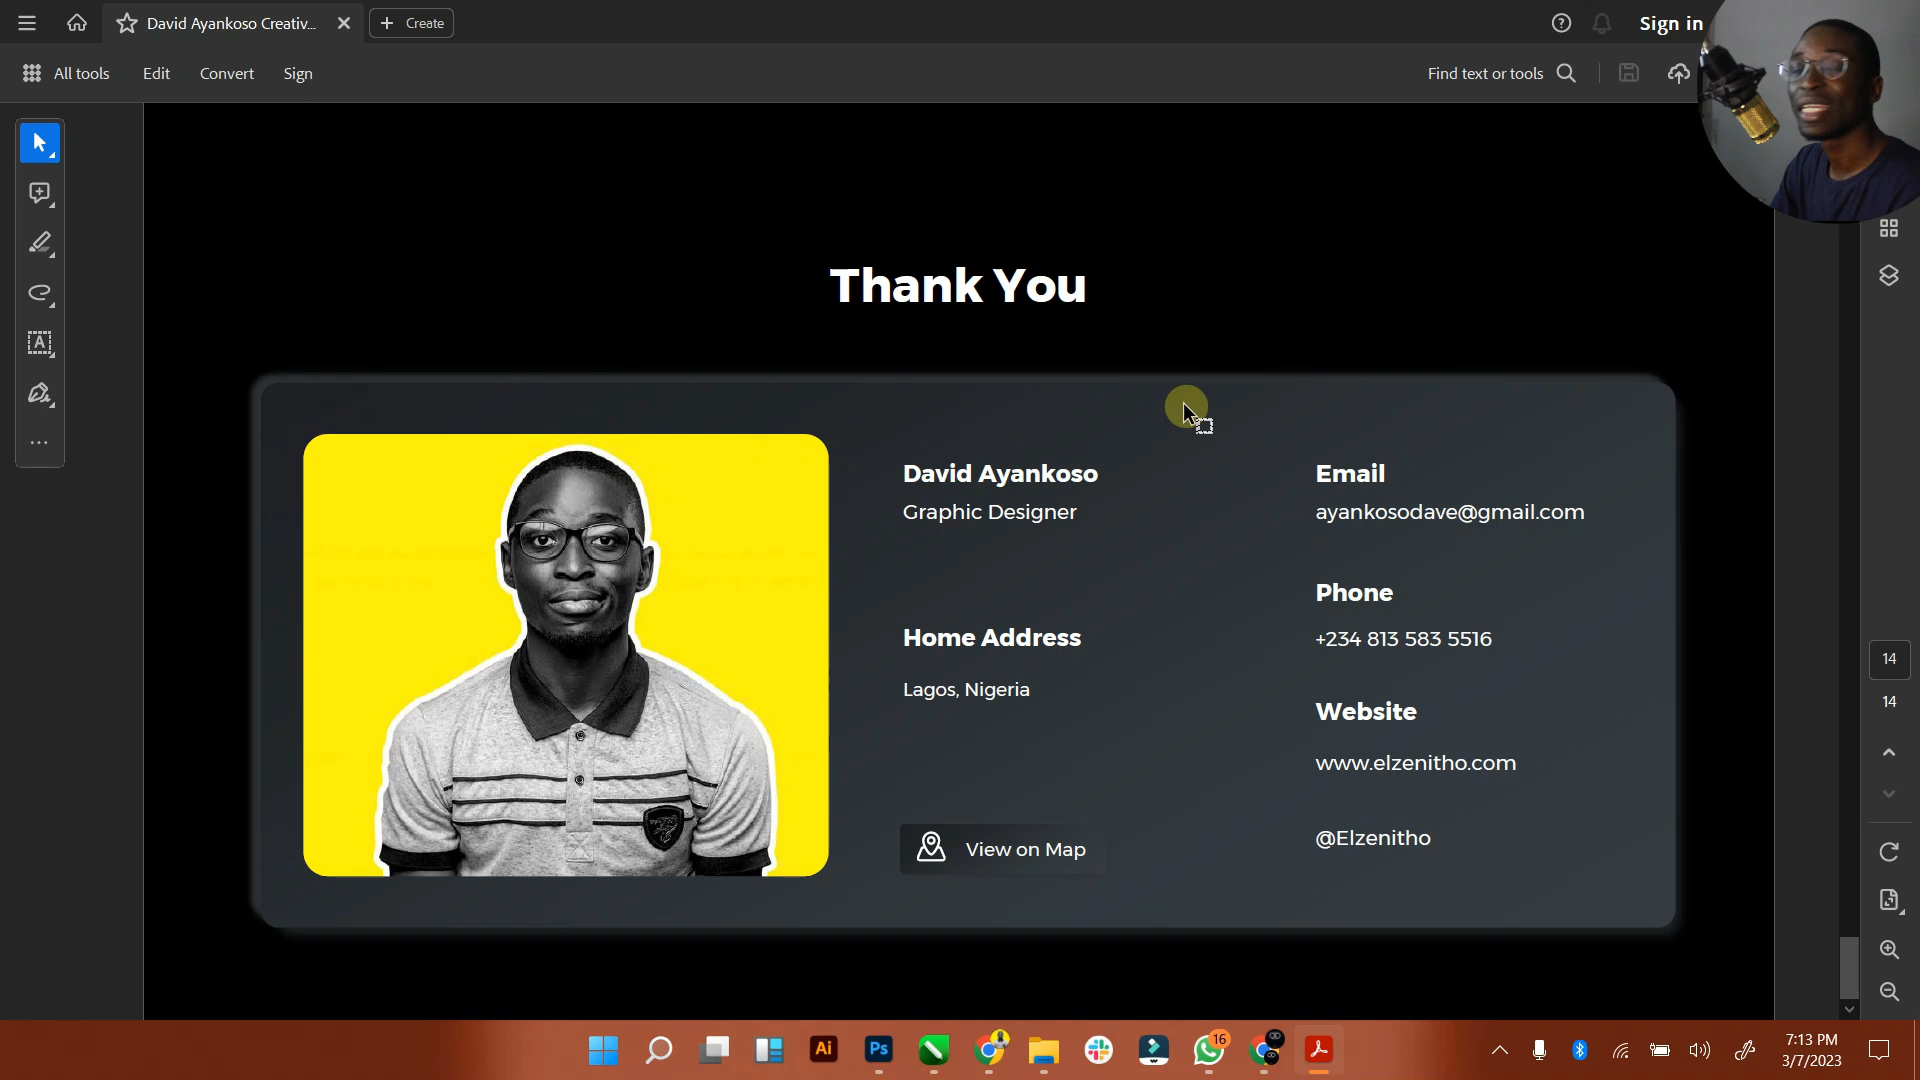 David Ayankoso Creativ...
Create
Sign in
All tools
Edit
Convert
Sign
Find text or tools
Thank You
David Ayankoso
Graphic Designer
Home Address
Lagos, Nigeria
View on Map
Email
ayankosodave@gmail.com
Phone
+234 813 583 5516
Website
www.elzenitho.com
@Elzenitho
14
14
Ai
Ps
16
7:13 PM
3/7/2023